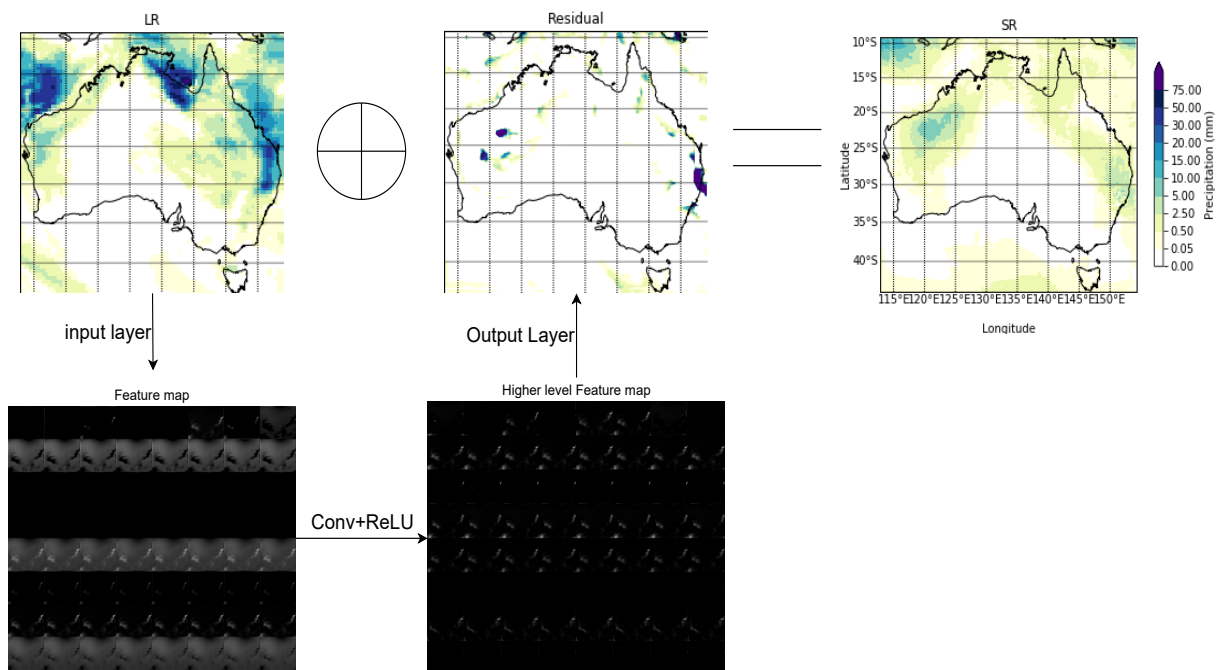 LR
Residual
SR
10°S
15°S
20°S
25°S
30°S
35°S
40°S
Latitude
115°E120°E125°E130°E135°E140°E145°E150°E
Longitude
75.00
50.00
30.00
20.00
15.00
10.00
5.00
2.50
0.50
0.05
0.00
Precipitation (mm)
input layer
Output Layer
Feature map
Higher level Feature map
Conv+ReLU